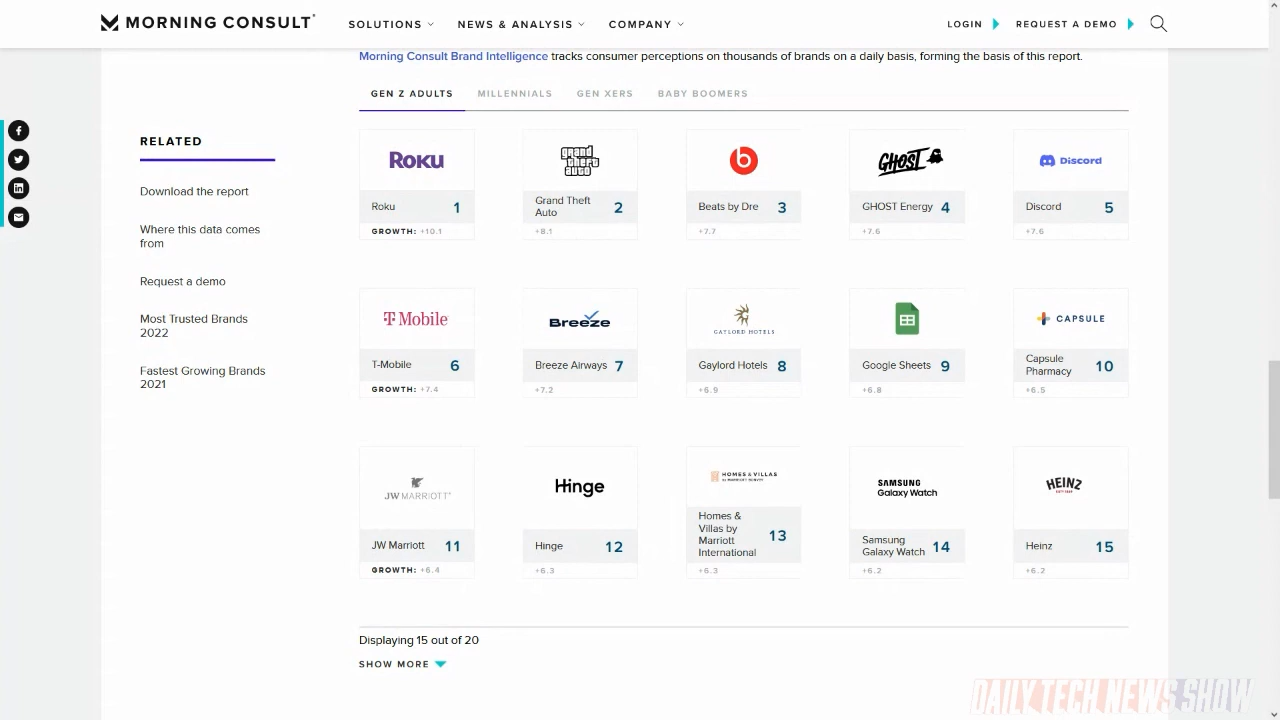 MORNING CONSULT
SOLUTIONS
NEWS & ANALYSIS
COMPANY
LOGIN
REQUEST A DEMO
Morning Consult Brand Intelligence tracks consumer perceptions on thousands of brands on a daily basis, forming the basis of this report.
GEN Z ADULTS
MILLENNIALS
GEN XERS
BABY BOOMERS
RELATED
Download the report
Where this data comes
from
Request a demo
Most Trusted Brands
2022
Fastest Growing Brands
2021
ROKU
Roku 1
GROWTH: +10.1
grand
theft
auto
Grand Theft
Auto 2
+8.1
b
Beats by Dre 3
+7.7
GHOST
GHOST Energy 4
+7.6
Discord
Discord 5
+7.6
T Mobile
T-Mobile 6
GROWTH: +7.4
Breeze
Breeze Airways 7
+7.2
GAYLORD HOTELS
Gaylord Hotels 8
+6.9
Google Sheets 9
+6.8
CAPSULE
Capsule
Pharmacy 10
+6.5
JW MARRIOTT
JW Marriott 11
GROWTH: +6.4
Hinge
Hinge 12
+6.3
HOMES & VILLAS
BY MARRIOTT BONVOY
Homes &
Villas by
Marriott
International 13
+6.3
SAMSUNG
Galaxy Watch
Samsung
Galaxy Watch 14
+6.2
HEINZ
Heinz 15
+6.2
Displaying 15 out of 20
SHOW MORE
DAILY TECH NEWS SHOW